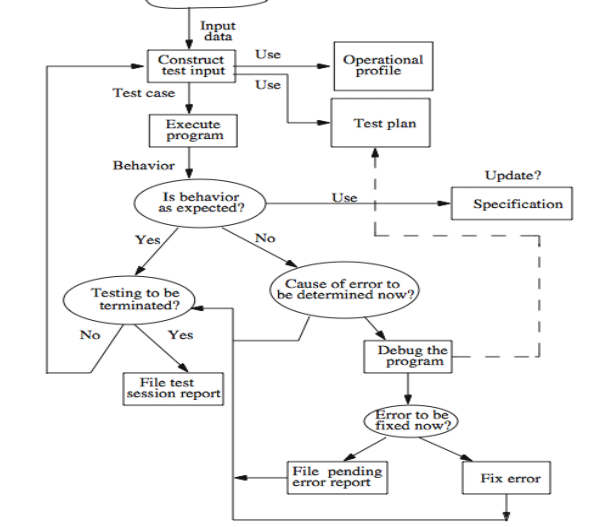 Input
data
Construct
test input
Use
Operational
profile
Use
Test case
Test plan
Execute
program
Behavior
Update?
Is behavior
as expected?
Use
Specification
Yes
No
Testing to be
terminated?
Cause of error to
be determined now?
No
Yes
Debug the
program
File test
session report
Error to be
fixed now?
File pending
error report
Fix error